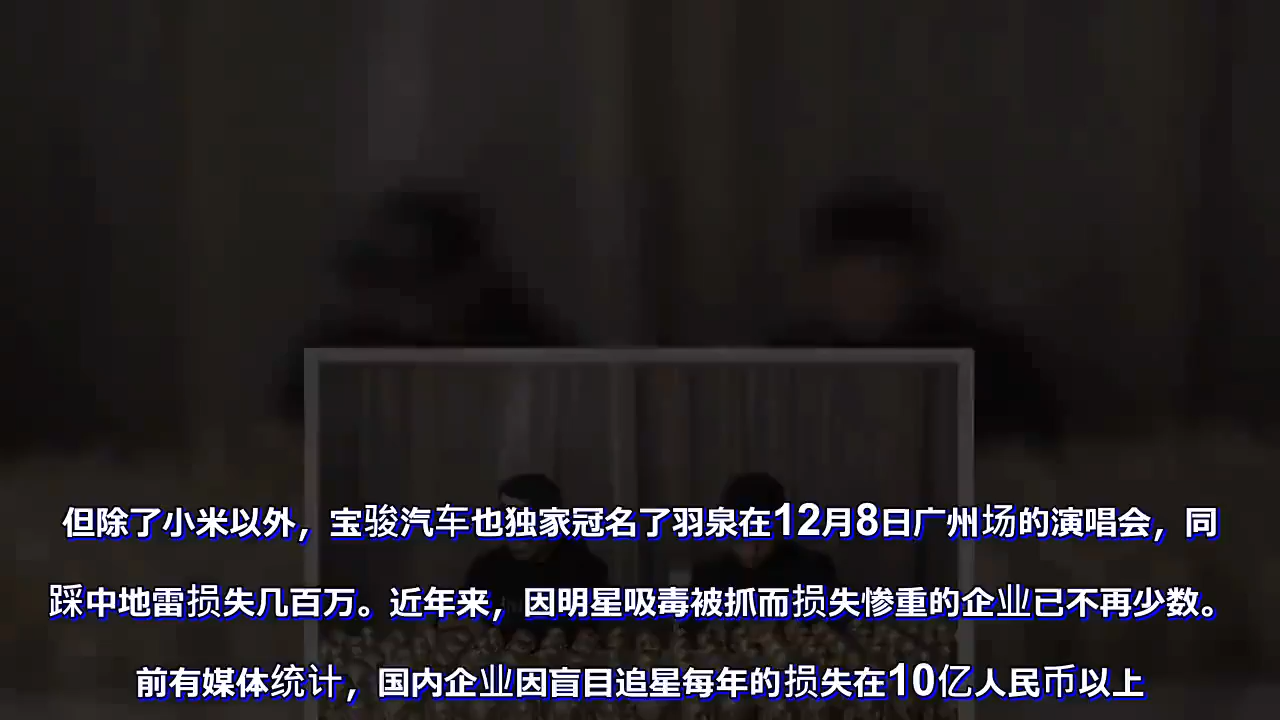 但除了小米以外，宝骏汽车也独家冠名了羽泉在12月8日广州场的演唱会，同
踩中地雷损失几百万。近年来，因明星吸毒被抓而损失惨重的企业已不再少数。
前有媒体统计，国内企业因盲目追星每年的损失在10亿人民币以上